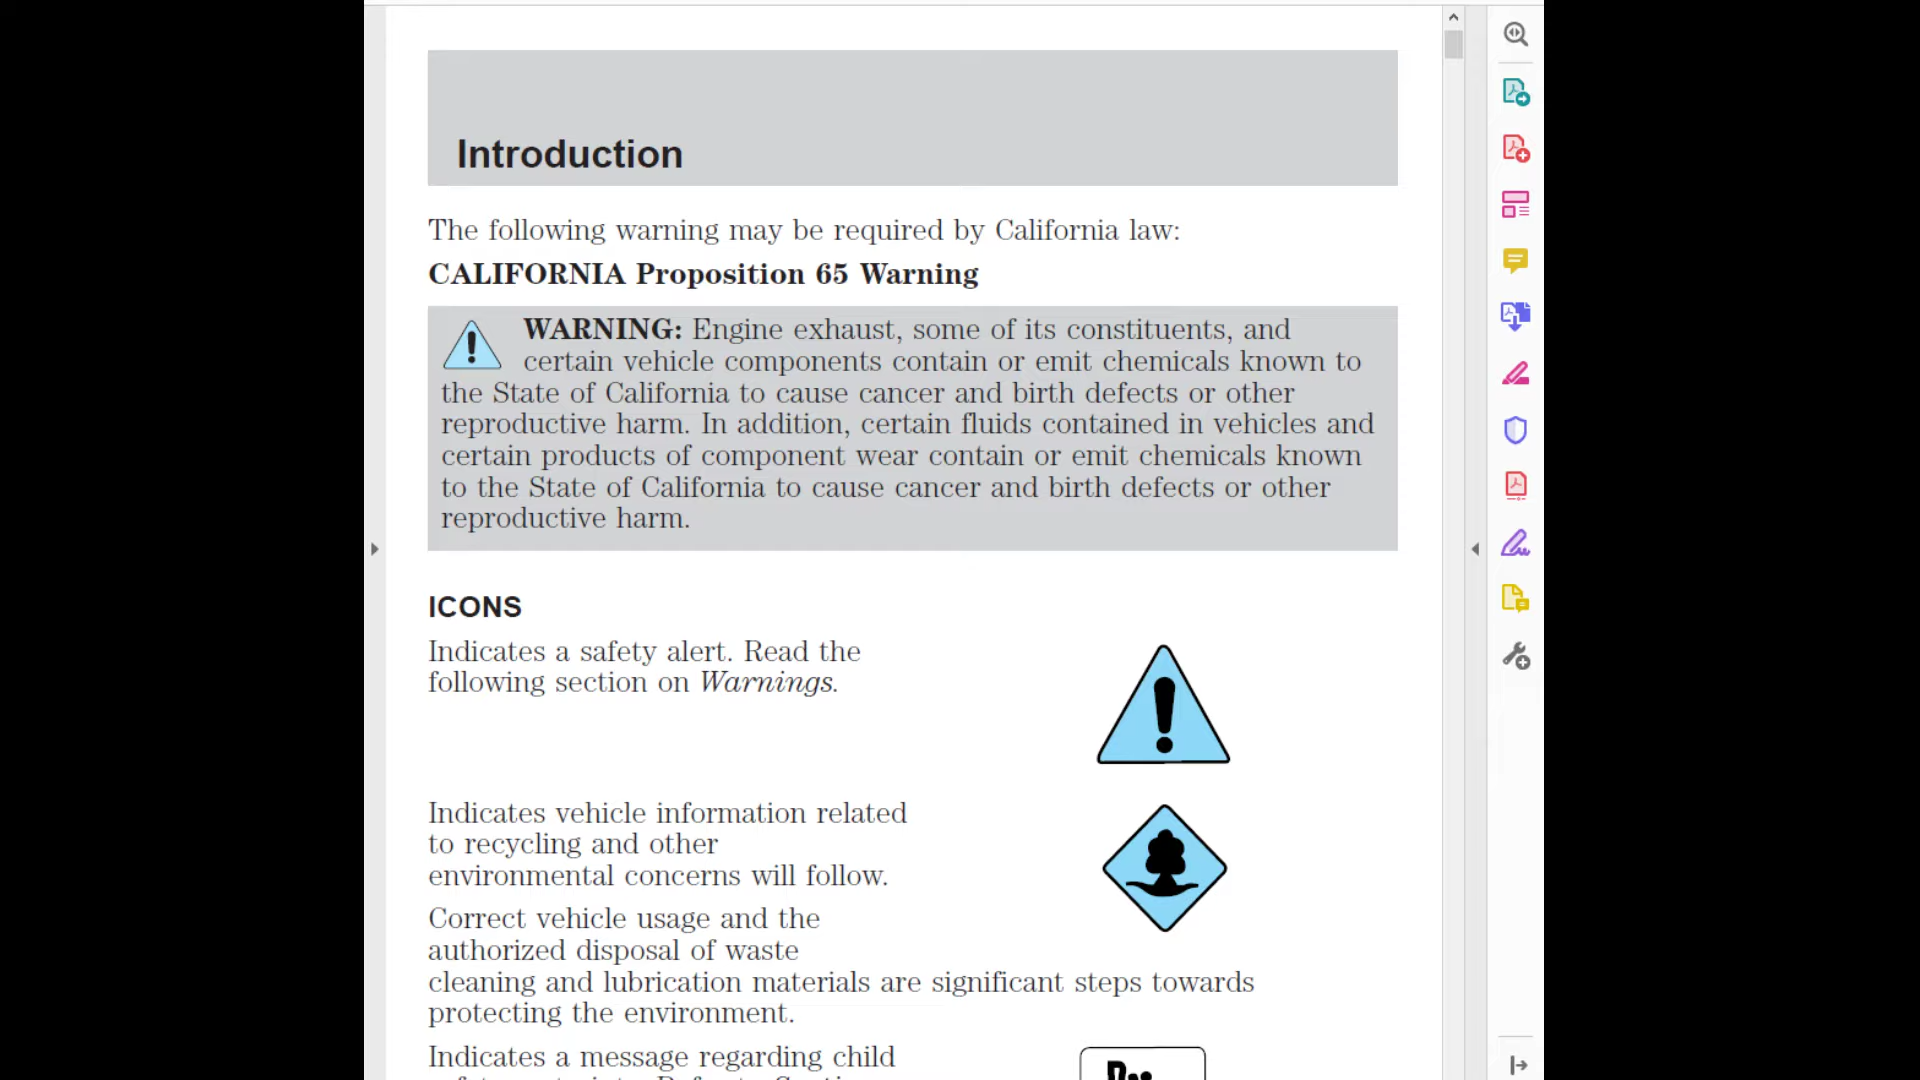 Introduction
The following warning may be required by California law:
CALIFORNIA Proposition 65 Warning
WARNING: Engine exhaust, some of its constituents, and
certain vehicle components contain or emit chemicals known to
the State of California to cause cancer and birth defects or other
reproductive harm. In addition, certain fluids contained in vehicles and
certain products of component wear contain or emit chemicals known
to the State of California to cause cancer and birth defects or other
reproductive harm.
ICONS
Indicates a safety alert. Read the
following section on Warnings.
Indicates vehicle information related
to recycling and other
environmental concerns will follow.
Correct vehicle usage and the
authorized disposal of waste
cleaning and lubrication materials are significant steps towards
protecting the environment.
Indicates a message regarding child